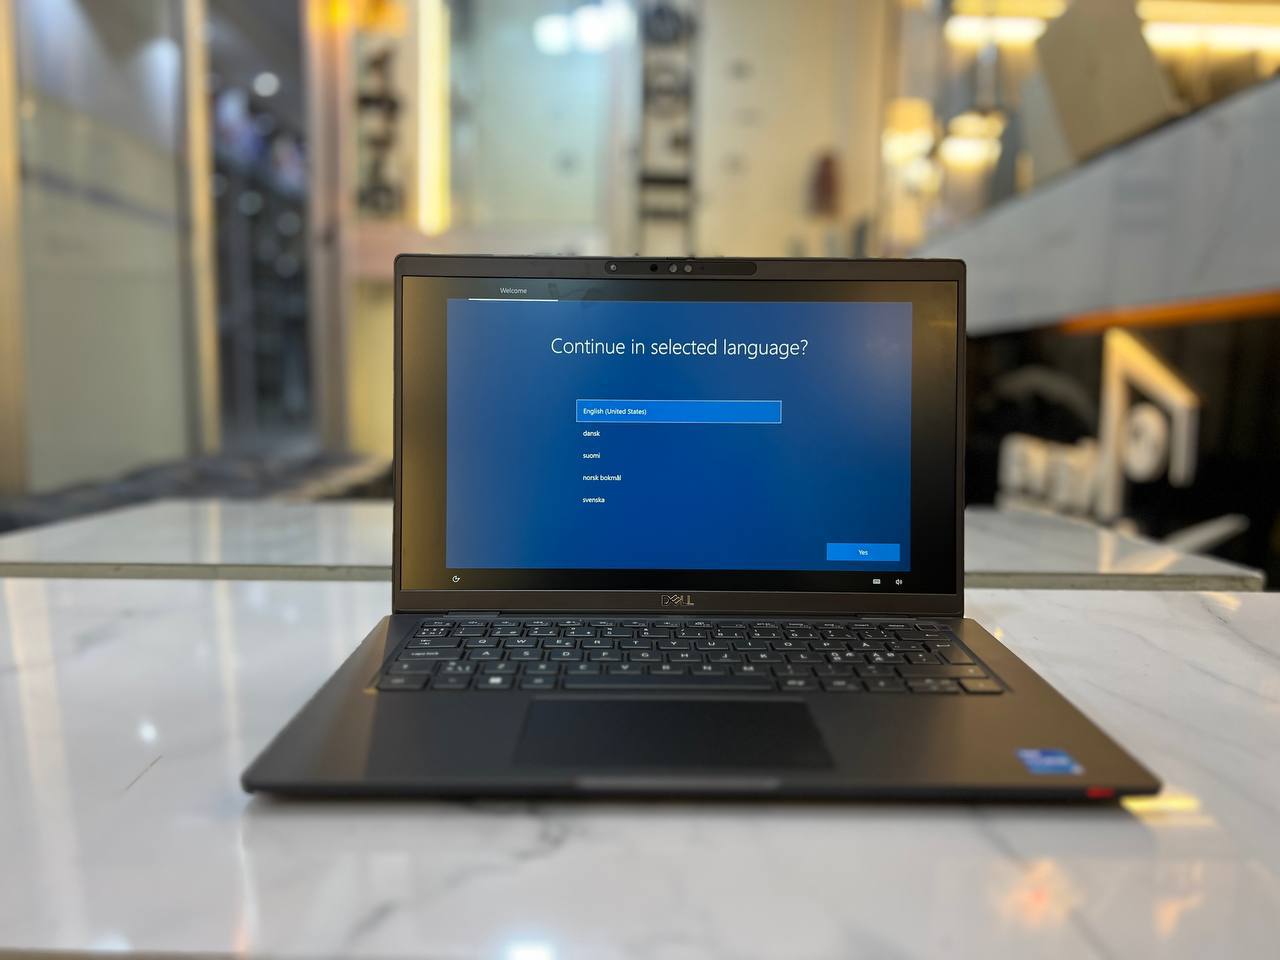 Welcome
Continue in selected language?
English (United States)
dansk
suomi
norsk bokmål
svenska
Yes
DELL
Q W E R T Y U I O P Å
A S D F G H J K L Æ Ø